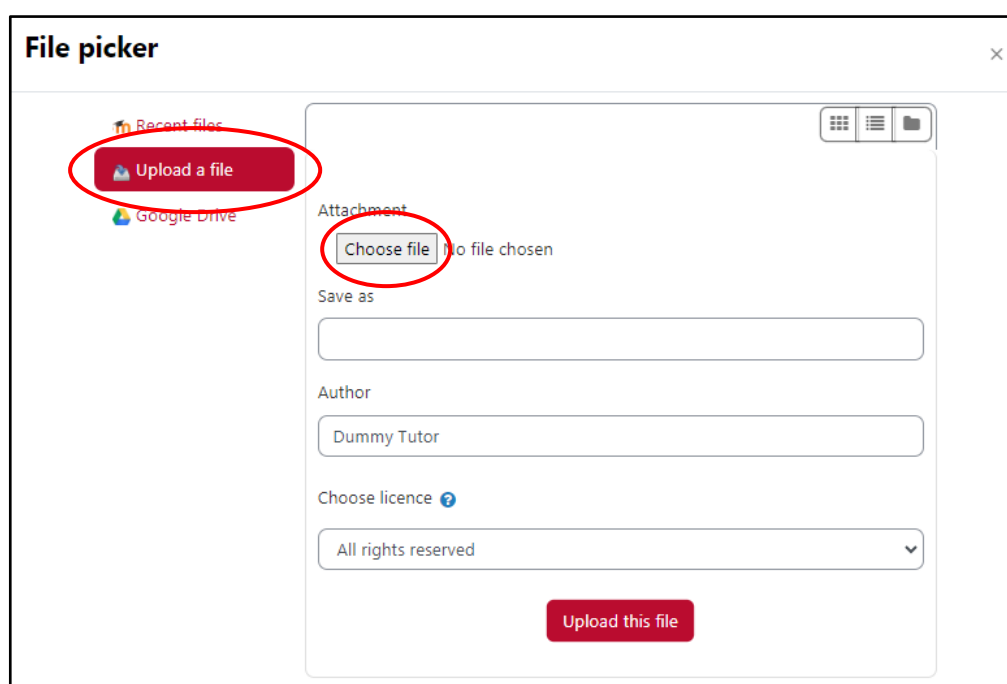 File picker
Recent files
Upload a file
Google Drive
Attachment
Choose file No file chosen
Save as
Author
Dummy Tutor
Choose licence
All rights reserved
Upload this file